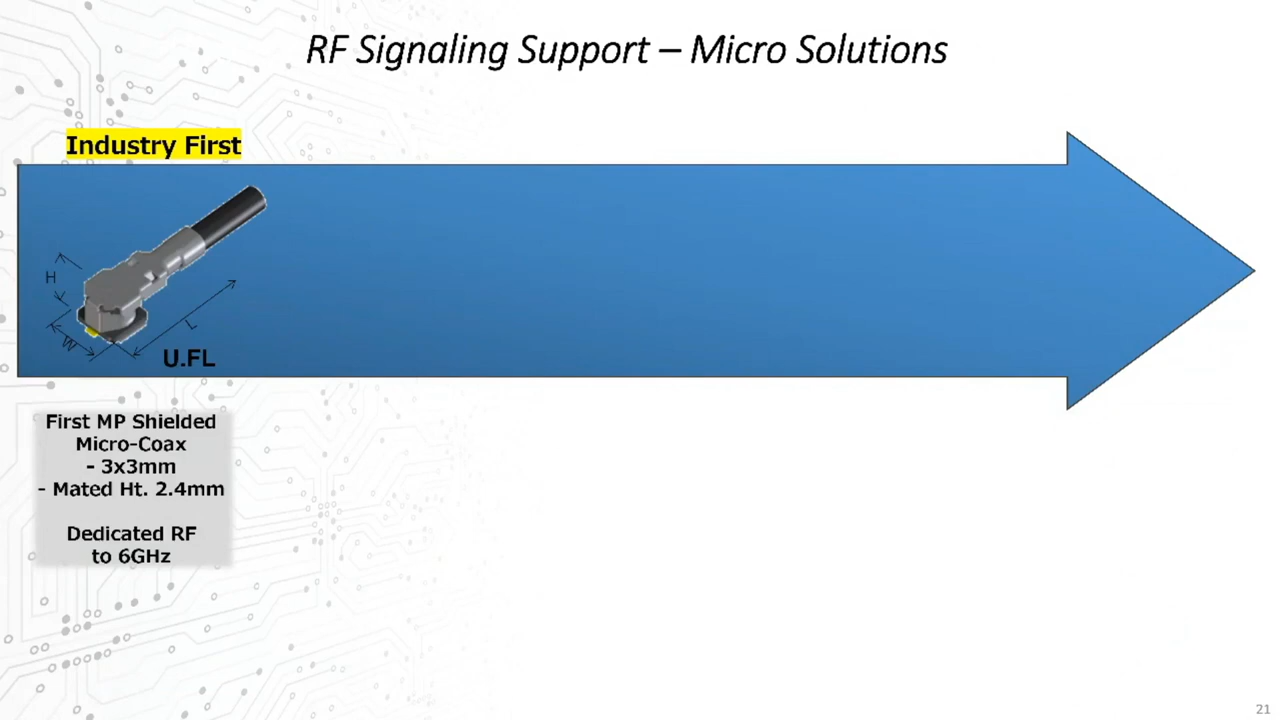 RF Signaling Support – Micro Solutions
Industry First
H
W
L
U.FL
First MP Shielded
Micro-Coax
- 3x3mm
- Mated Ht. 2.4mm
Dedicated RF
to 6GHz
21